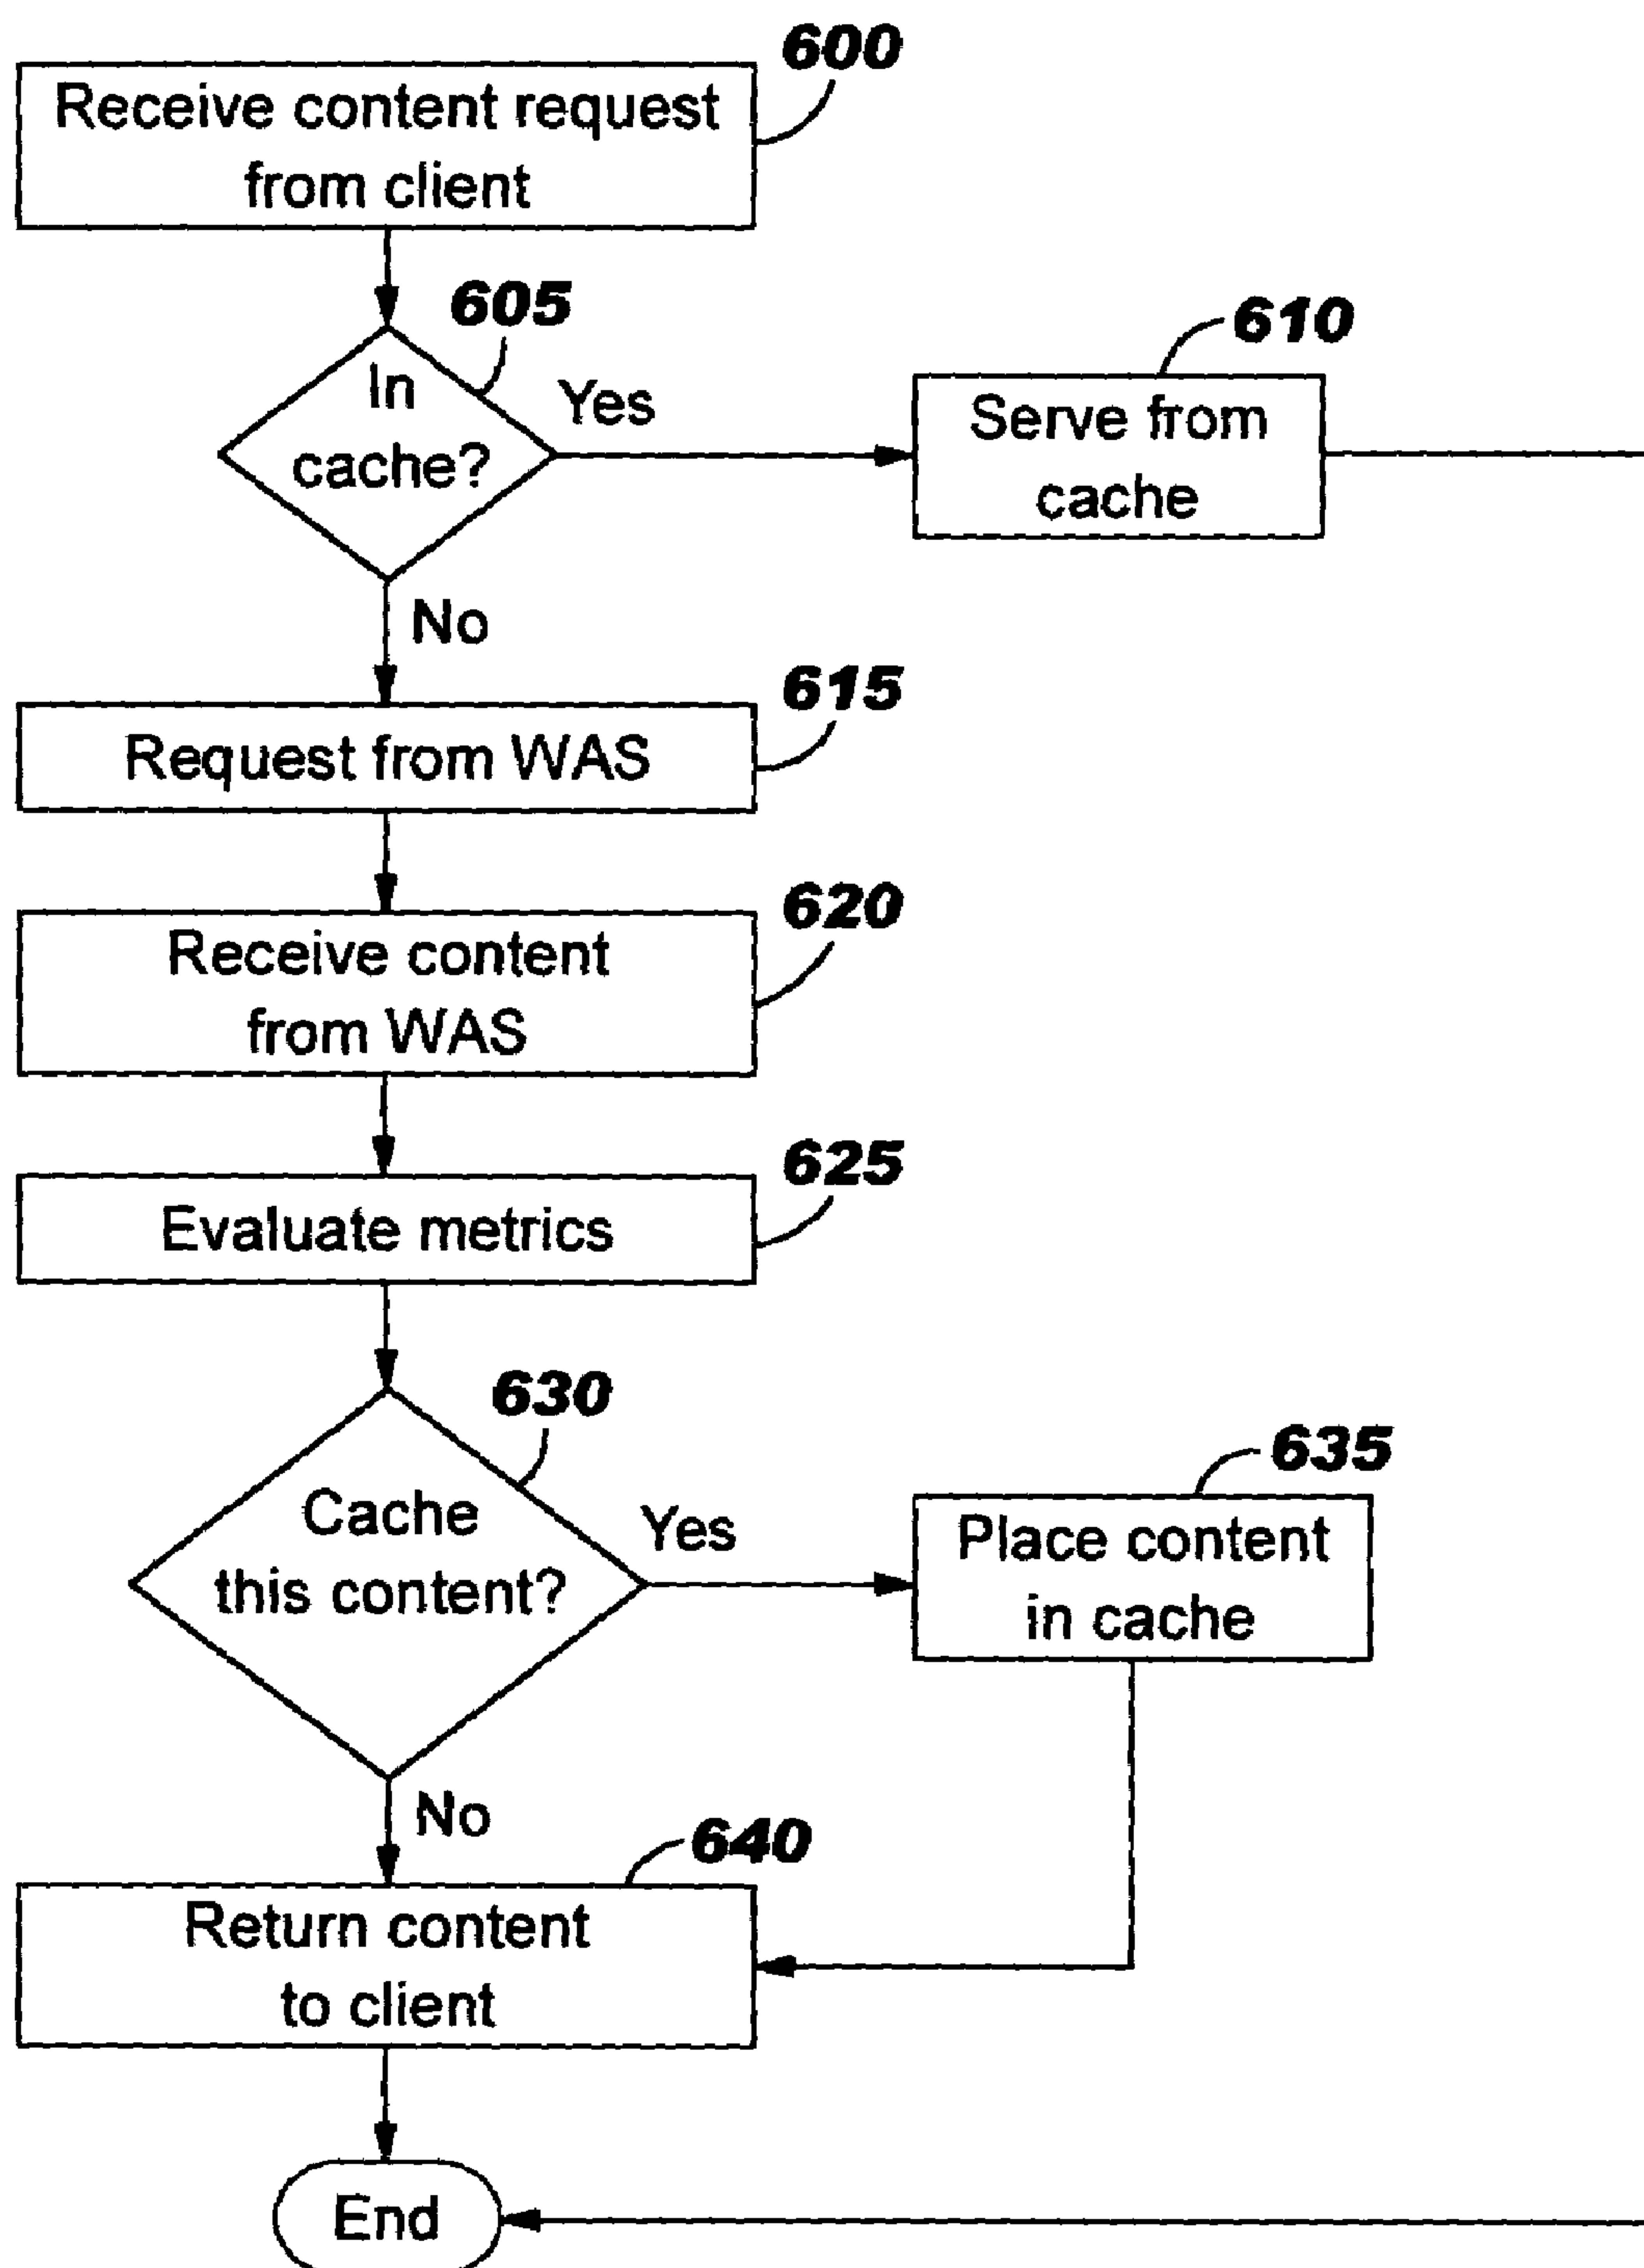 600
Receive content request
from client
605
In
cache?
Yes
610
Serve from
cache
No
615
Request from WAS
620
Receive content
from WAS
625
Evaluate metrics
630
Cache
this content?
Yes
635
Place content
in cache
No
640
Return content
to client
End